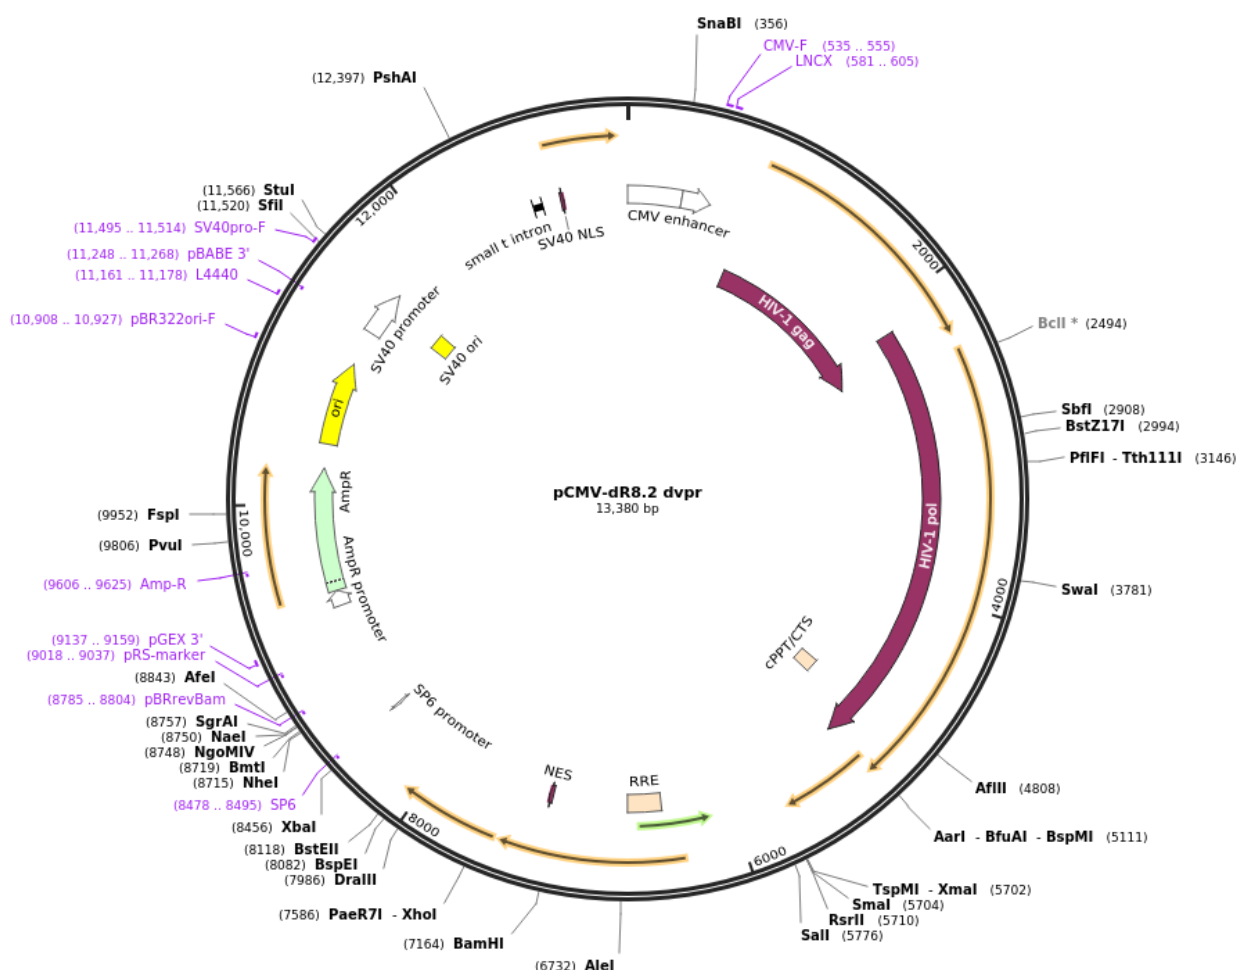 SnaBI (356)
CMV-F (535 .. 555)
LNCX (581 .. 605)
(12,397) PshAI
(11,566) StuI
(11,520) SfiI
(11,495 .. 11,514) SV40pro-F
(11,248 .. 11,268) pBABE 3'
(11,161 .. 11,178) L4440
(10,908 .. 10,927) pBR322ori-F
12,000
small t intron
SV40 NLS
CMV enhancer
2000
BclI * (2494)
HIV-1 gag
SV40 promoter
SV40 ori
ori
SbfI (2908)
BstZ17I (2994)
PflFI - Tth111I (3146)
AmpR
pCMV-dR8.2 dvpr
13,380 bp
HIV-1 pol
(9952) FspI
(9806) PvuI
10,000
(9606 .. 9625) Amp-R
AmpR promoter
SwaI (3781)
4000
cPPT/CTS
(9137 .. 9159) pGEX 3'
(9018 .. 9037) pRS-marker
(8843) AfeI
(8785 .. 8804) pBRrevBam
(8757) SgrAI
(8750) NaeI
(8748) NgoMIV
(8719) BmtI
(8715) NheI
(8478 .. 8495) SP6
(8456) XbaI
(8118) BstEII
(8082) BspEI
(7986) DraIII
SP6 promoter
NES
RRE
8000
6000
AflII (4808)
AarI - BfuAI - BspMI (5111)
TspMI - XmaI (5702)
SmaI (5704)
RsrII (5710)
SalI (5776)
(7586) PaeR7I - XhoI
(7164) BamHI
(6732) AleI